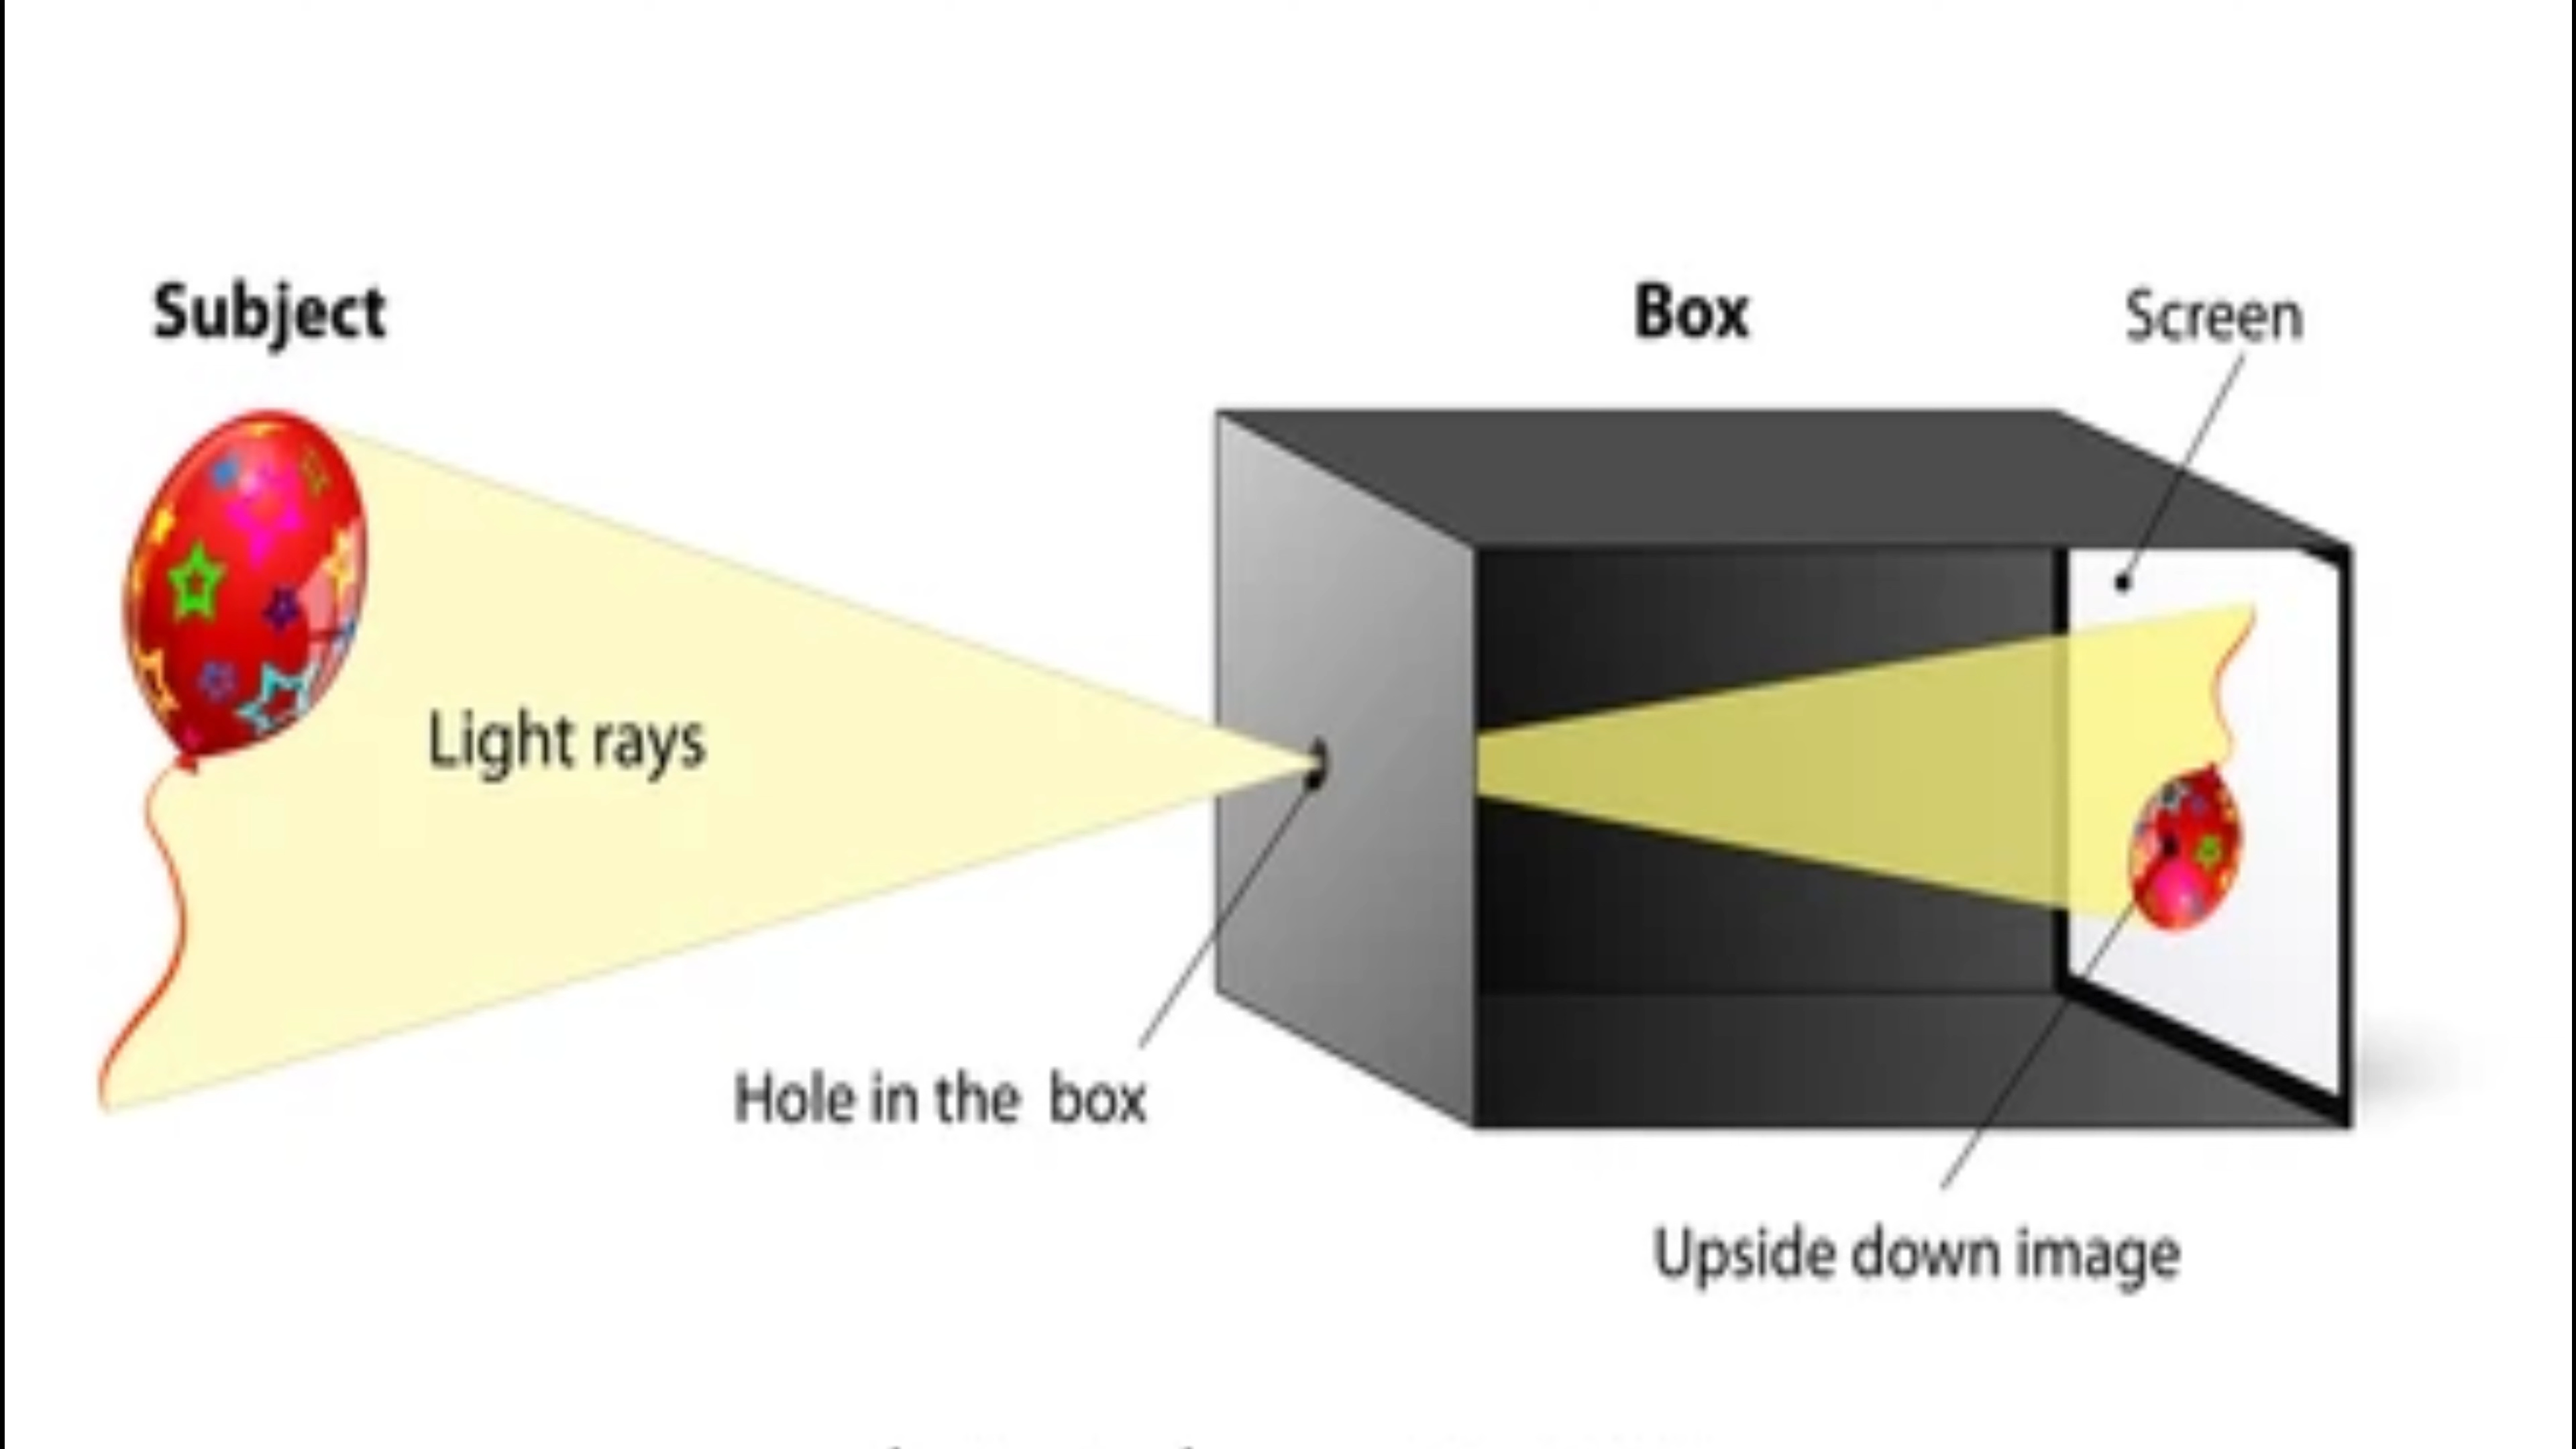 Subject
Box
Screen
Light rays
Hole in the box
Upside down image